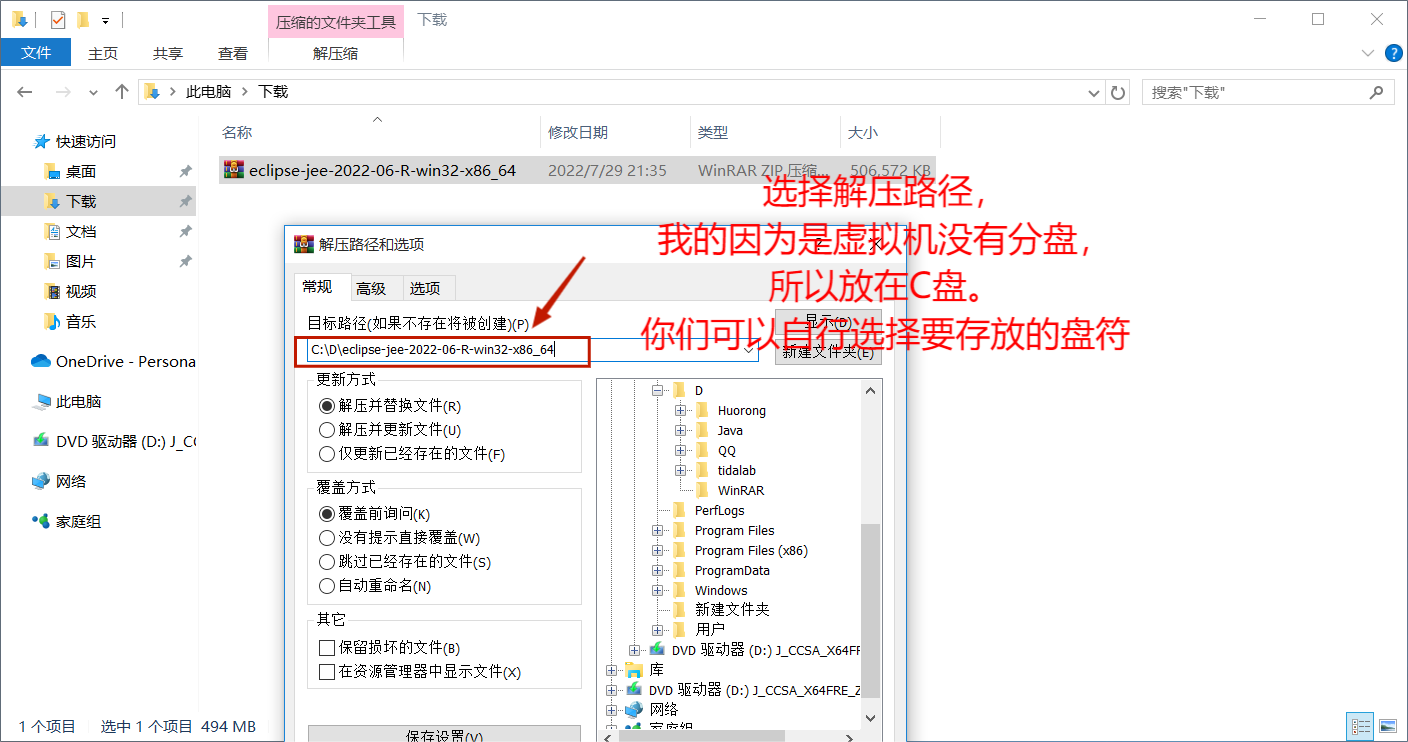 压缩的文件夹工具
下载
文件
主页
共享
查看
解压缩
此电脑
下载
搜索"下载"
名称
修改日期
类型
大小
eclipse-jee-2022-06-R-win32-x86_64
2022/7/29 21:35
WinRAR ZIP 压缩...
506,572 KB
快速访问
桌面
下载
文档
图片
视频
音乐
OneDrive - Persona
此电脑
DVD 驱动器 (D:) J_CC
网络
家庭组
选择解压路径，
我的因为是虚拟机没有分盘，
所以放在C盘。
你们可以自行选择要存放的盘符
解压路径和选项
常规
高级
选项
目标路径(如果不存在将被创建)(P)
显示(D)
C:\D\eclipse-jee-2022-06-R-win32-x86_64
新建文件夹(E)
更新方式
解压并替换文件(R)
解压并更新文件(U)
仅更新已经存在的文件(F)
覆盖方式
覆盖前询问(K)
没有提示直接覆盖(W)
跳过已经存在的文件(S)
自动重命名(N)
其它
保留损坏的文件(B)
在资源管理器中显示文件(X)
保存设置(V)
D
Huorong
Java
QQ
tidalab
WinRAR
PerfLogs
Program Files
Program Files (x86)
ProgramData
Windows
新建文件夹
用户
DVD 驱动器 (D:) J_CCSA_X64FF
库
DVD 驱动器 (D:) J_CCSA_X64FRE_Z
网络
家庭组
1 个项目
选中 1 个项目 494 MB